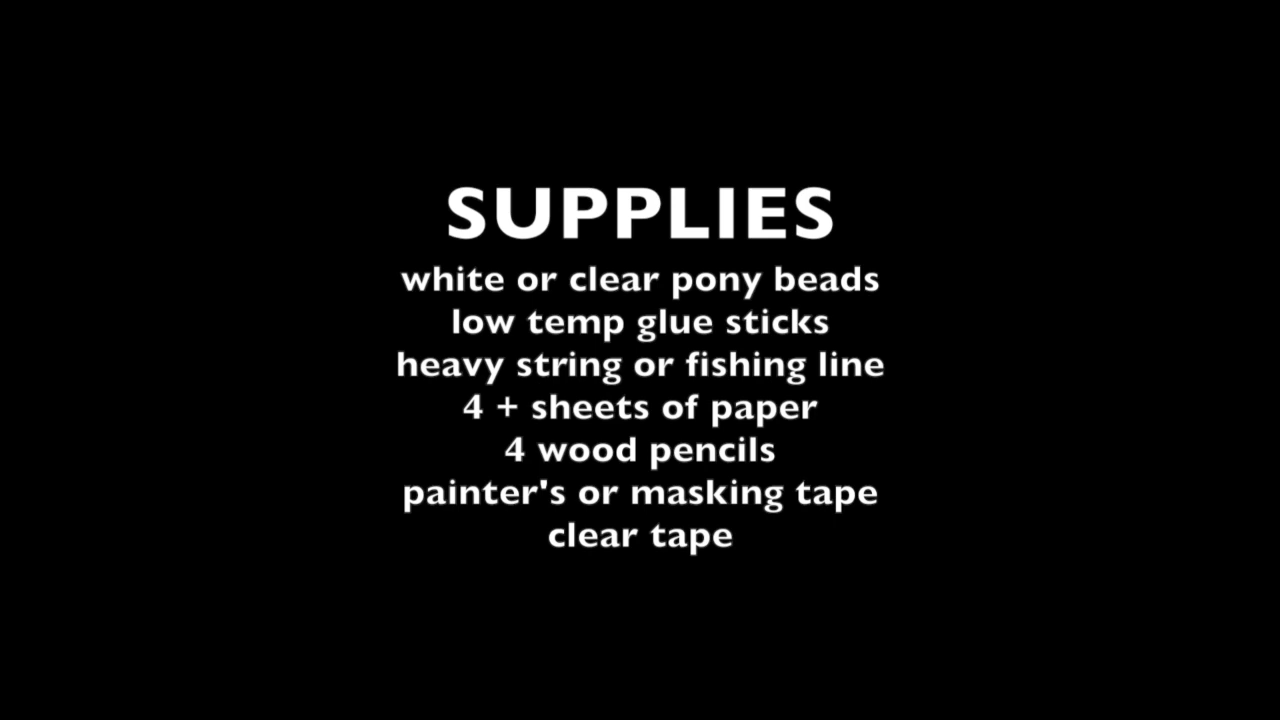 SUPPLIES
white or clear pony beads
low temp glue sticks
heavy string or fishing line
4 + sheets of paper
4 wood pencils
painter's or masking tape
clear tape